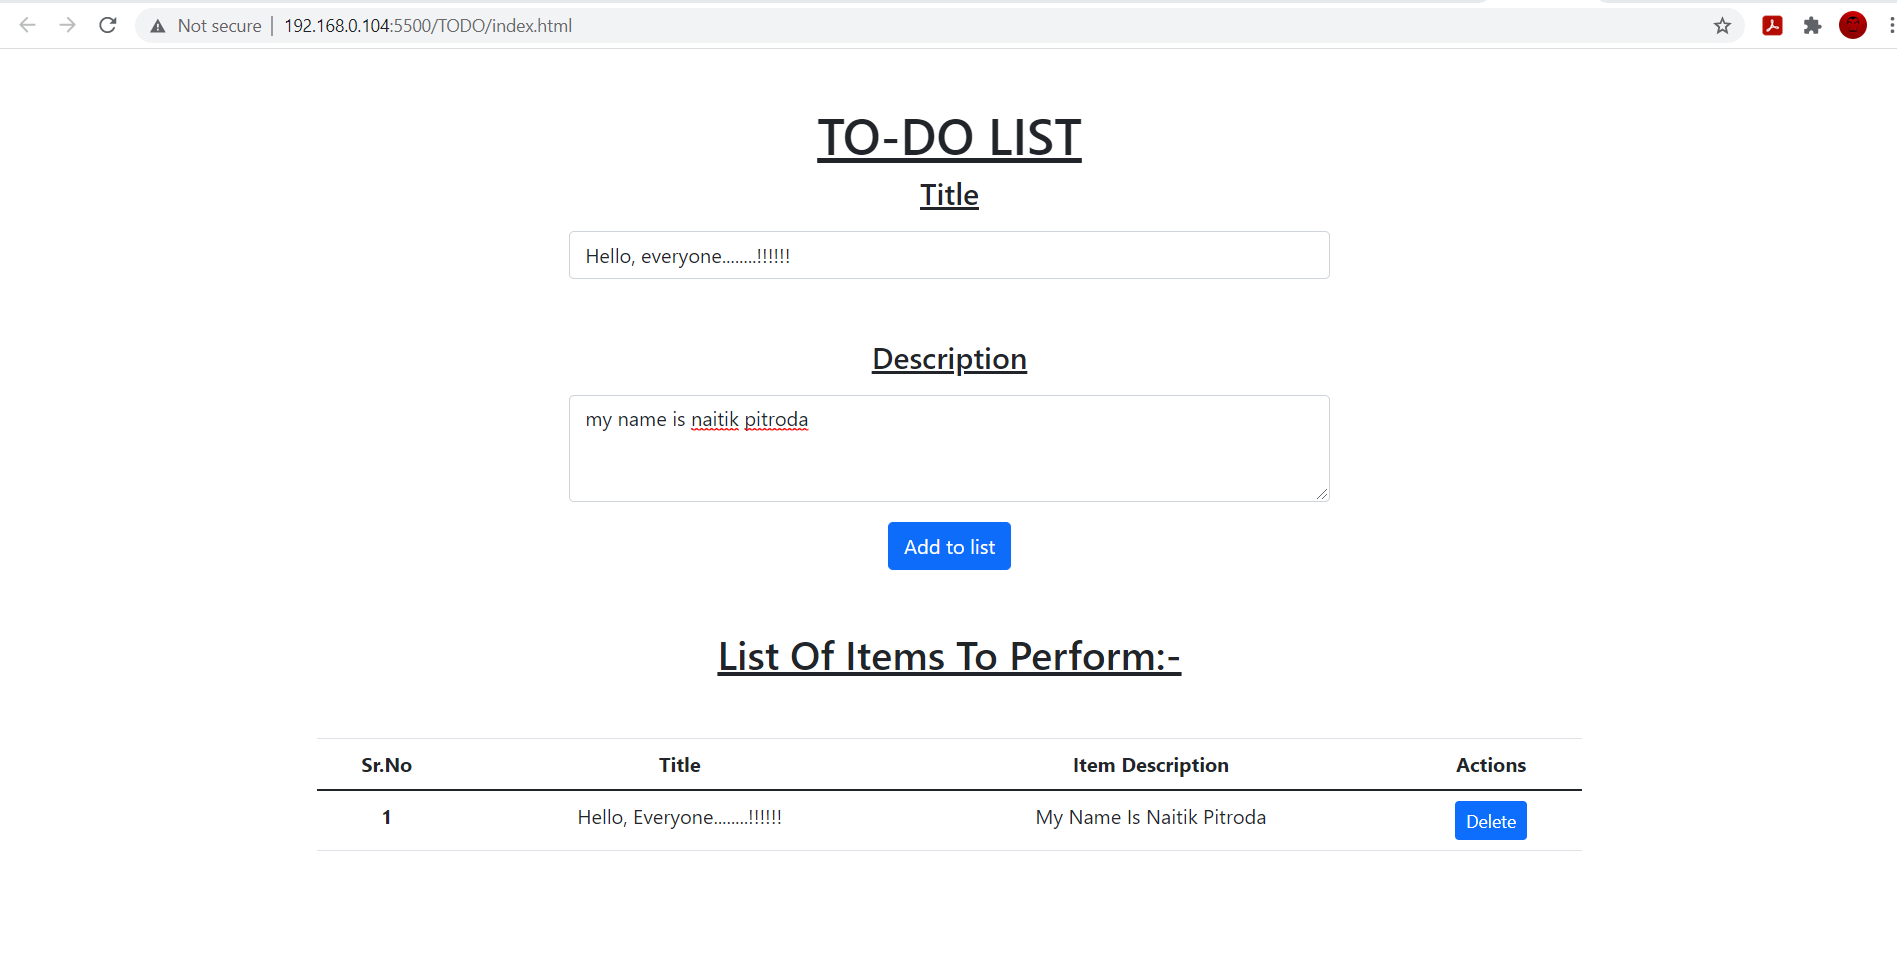 Not secure | 192.168.0.104:5500/TODO/index.html
TO-DO LIST
Title
Hello, everyone........!!!!!!
Description
my name is naitik pitroda
Add to list
List Of Items To Perform:-
Sr.No Title Item Description Actions
1 Hello, Everyone........!!!!!! My Name Is Naitik Pitroda Delete